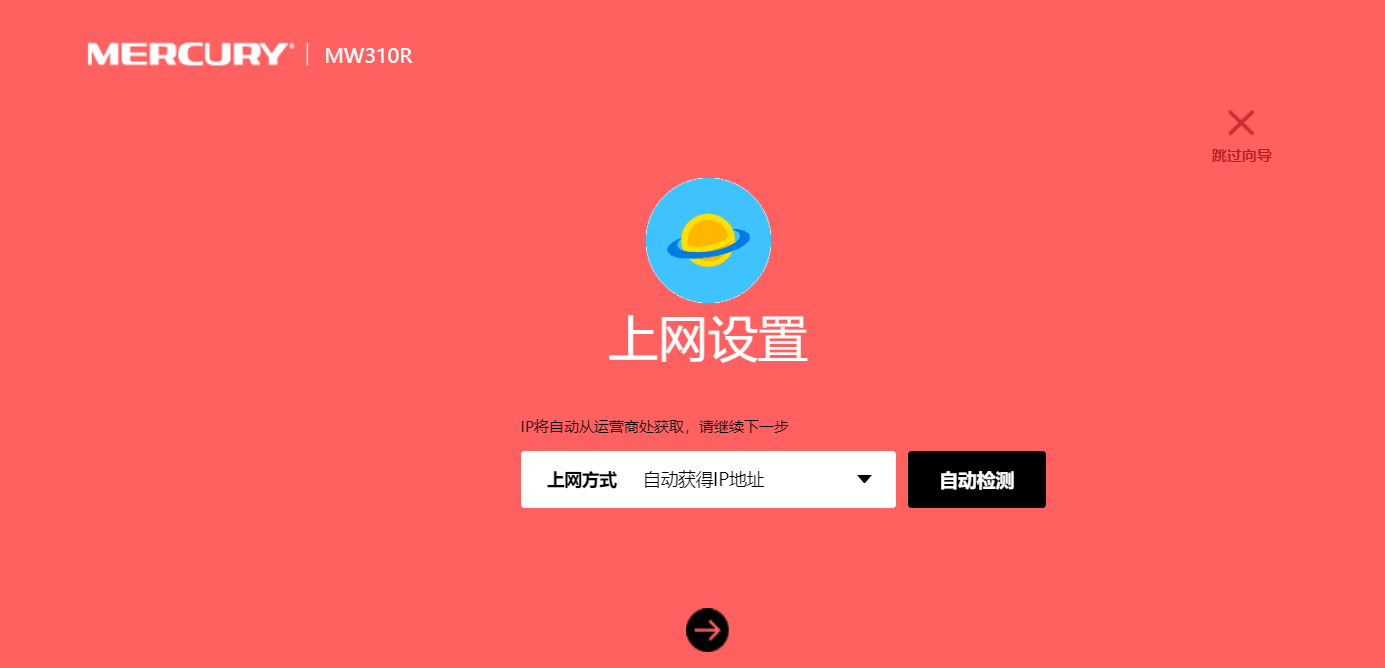 MERCURY® | MW310R
跳过向导
上网设置
IP将自动从运营商处获取，请继续下一步
上网方式 自动获得IP地址 自动检测